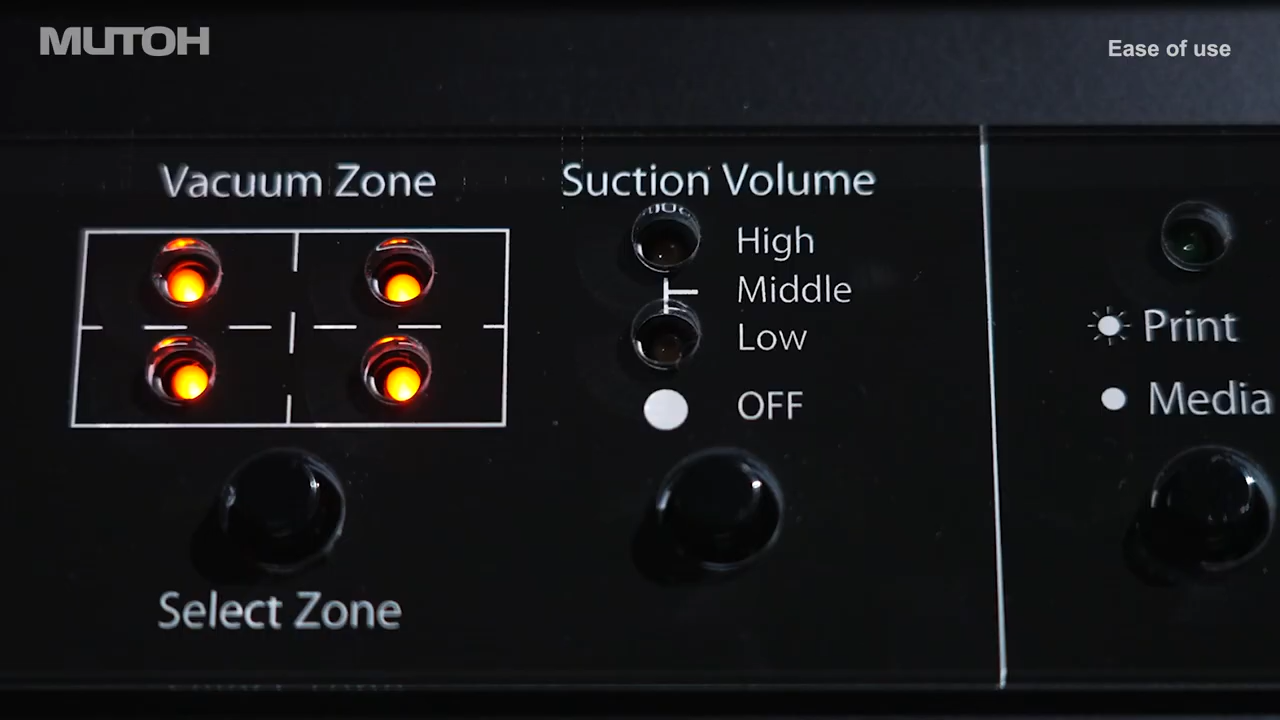 MUTOH
Ease of use
Vacuum Zone
Suction Volume
High
Middle
Low
OFF
Print
Media
Select Zone